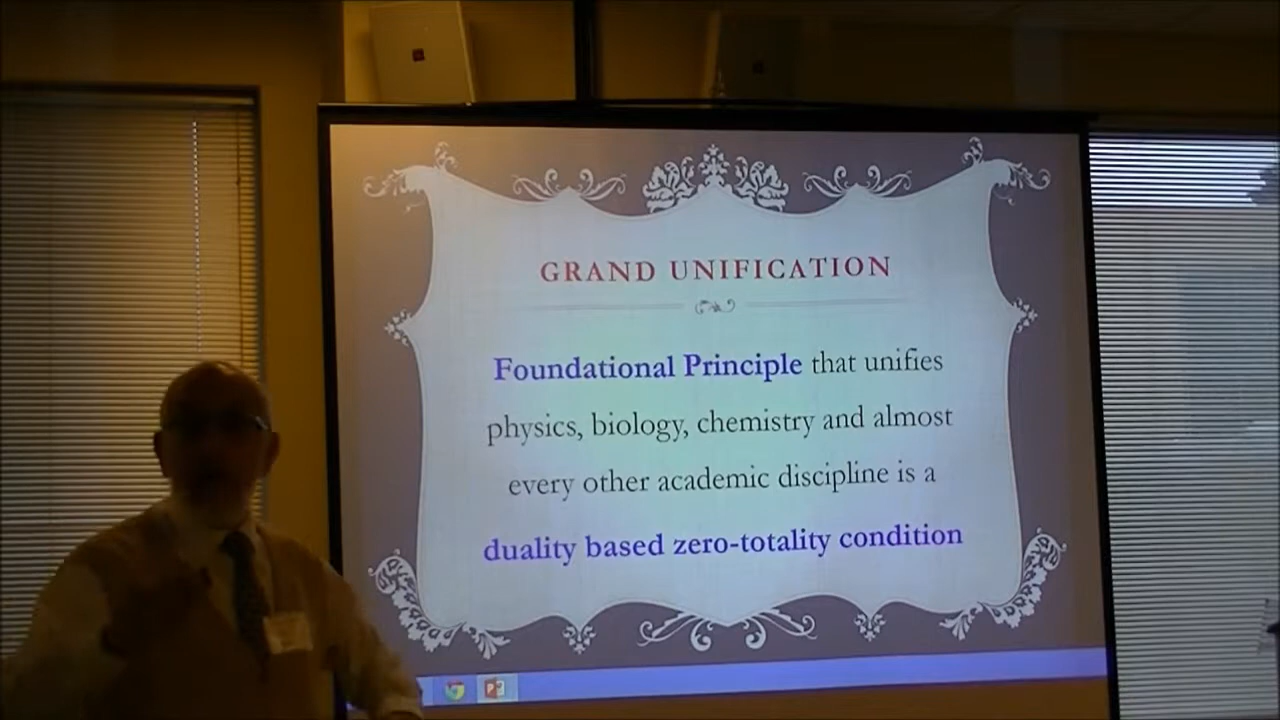 GRAND UNIFICATION
Foundational Principle that unifies
physics, biology, chemistry and almost
every other academic discipline is a
duality based zero-totality condition